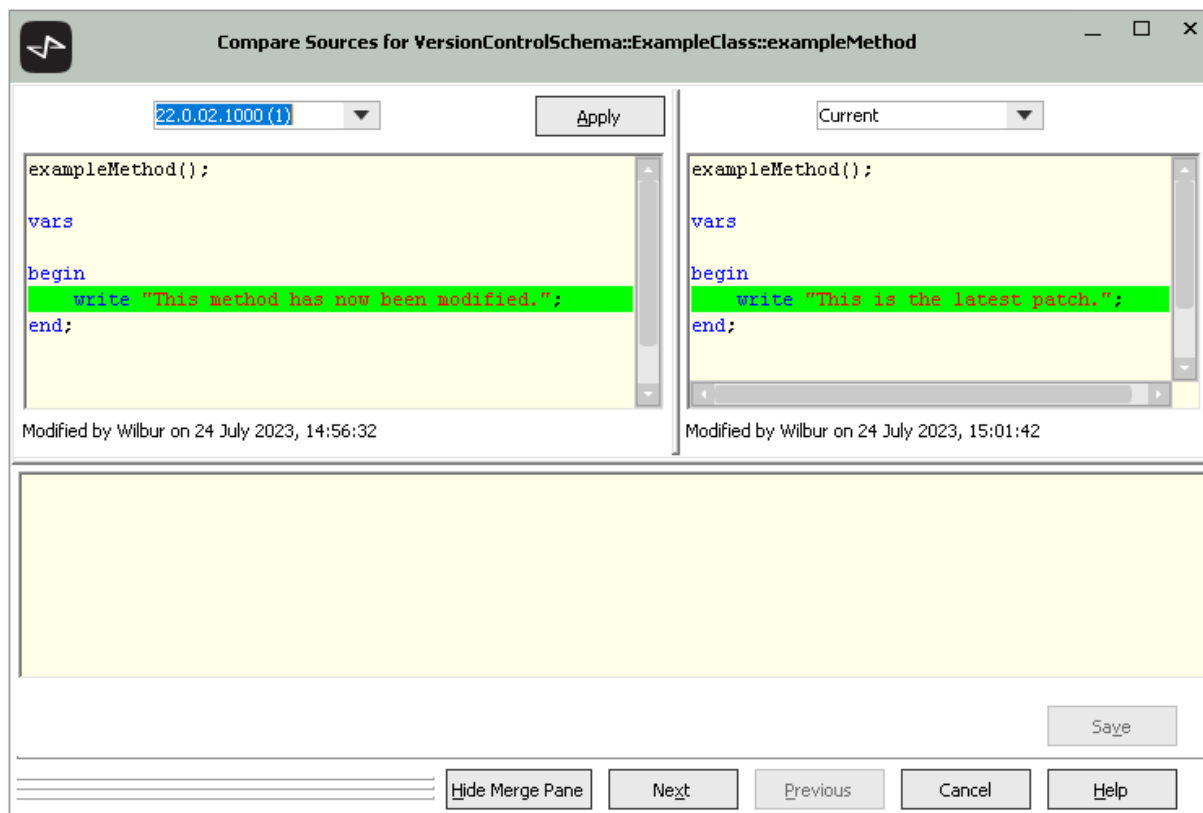 Compare Sources for VersionControlSchema::ExampleClass::exampleMethod
22.0.02.1000 (1)
Apply
exampleMethod();
vars
begin
write "This method has now been modified.";
end;
Modified by Wilbur on 24 July 2023, 14:56:32
Current
exampleMethod();
vars
begin
write "This is the latest patch.";
end;
Modified by Wilbur on 24 July 2023, 15:01:42
Save
Hide Merge Pane
Next
Previous
Cancel
Help